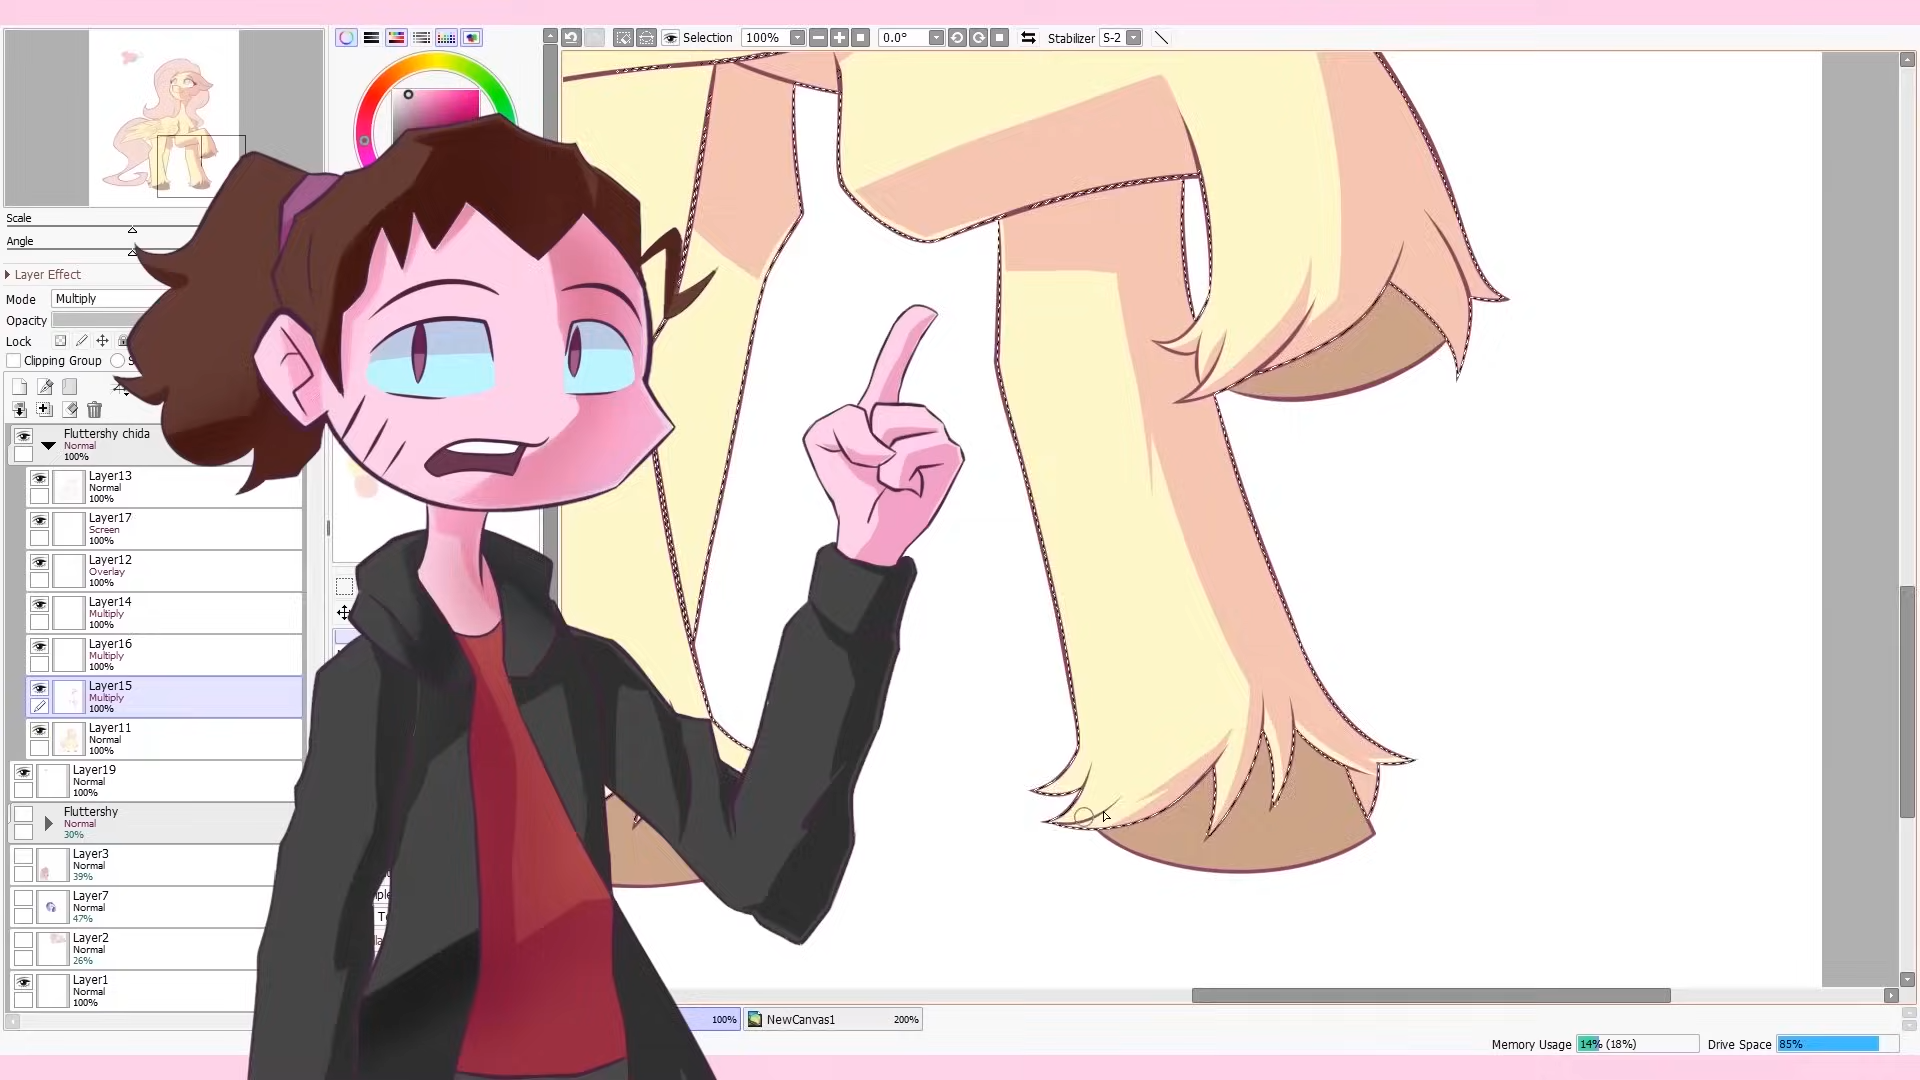 Selection 100% 0.0° Stabilizer S-2
Scale
Angle
Layer Effect
Mode Multiply
Opacity
Lock
Clipping Group
Fluttershy chida
Normal
100%
Layer13
Normal
100%
Layer17
Screen
100%
Layer12
Overlay
100%
Layer14
Multiply
100%
Layer16
Multiply
100%
Layer15
Multiply
100%
Layer11
Normal
100%
Layer19
Normal
100%
Fluttershy
Normal
30%
Layer3
Normal
39%
Layer7
Normal
47%
Layer2
Normal
26%
Layer1
Normal
100%
100% NewCanvas1 200%
Memory Usage 14% (18%) Drive Space 85%